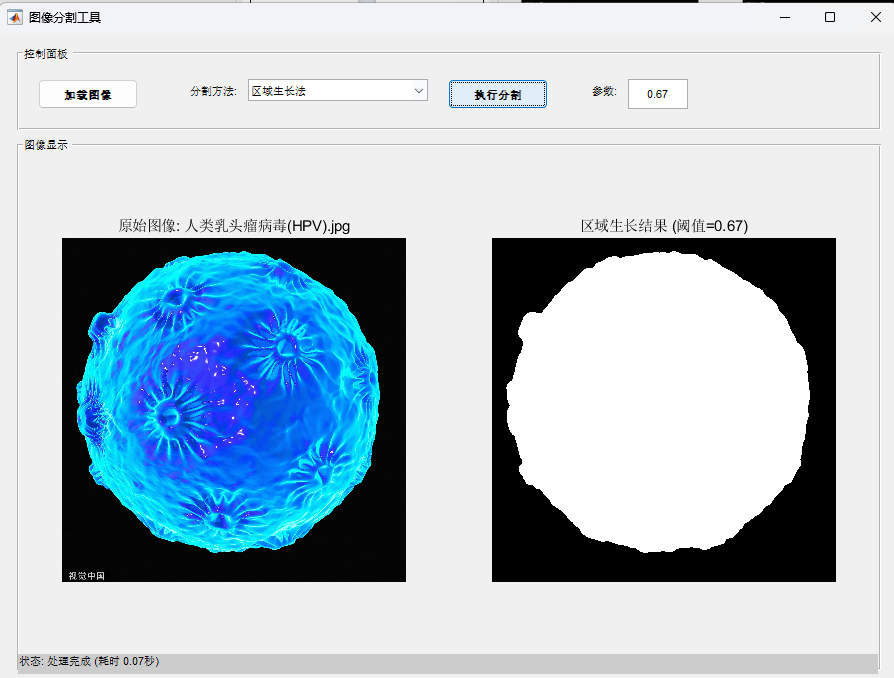 图像分割工具
控制面板
加载图像
分割方法:
区域生长法
执行分割
参数:
0.67
图像显示
原始图像: 人类乳头瘤病毒(HPV).jpg
区域生长结果 (阈值=0.67)
视觉中国
状态: 处理完成 (耗时 0.07秒)